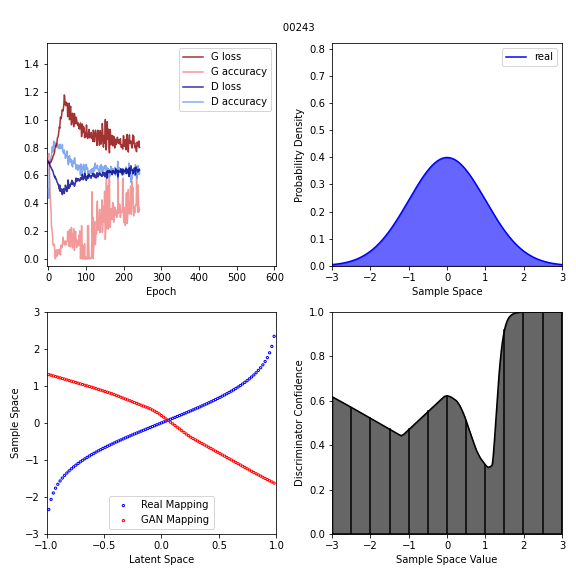 00243
G loss
G accuracy
D loss
D accuracy
1.4
1.2
1.0
0.8
0.6
0.4
0.2
0.0
0 100 200 300 400 500 600
Epoch
real
Probability Density
0.8
0.7
0.6
0.5
0.4
0.3
0.2
0.1
0.0
−3 −2 −1 0 1 2 3
Sample Space
Sample Space
3
2
1
0
−1
−2
−3
Real Mapping
GAN Mapping
−1.0 −0.5 0.0 0.5 1.0
Latent Space
Discriminator Confidence
1.0
0.8
0.6
0.4
0.2
0.0
−3 −2 −1 0 1 2 3
Sample Space Value